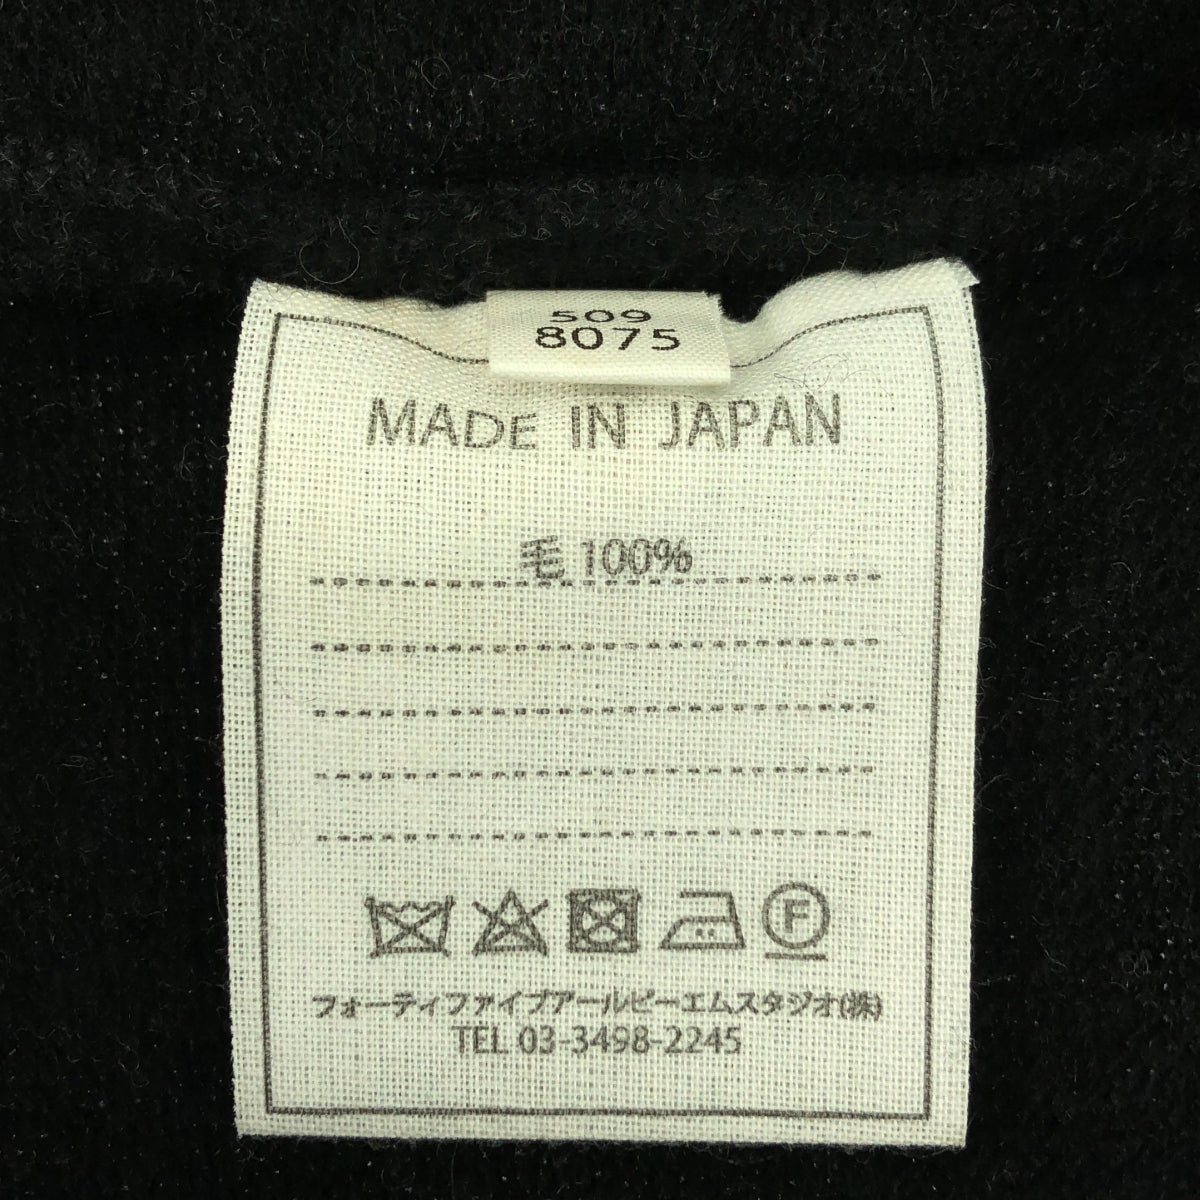 509
8075
MADE IN JAPAN
毛 100%
F
フォーティファイブアールピーエムスタジオ(株)
TEL 03-3498-2245